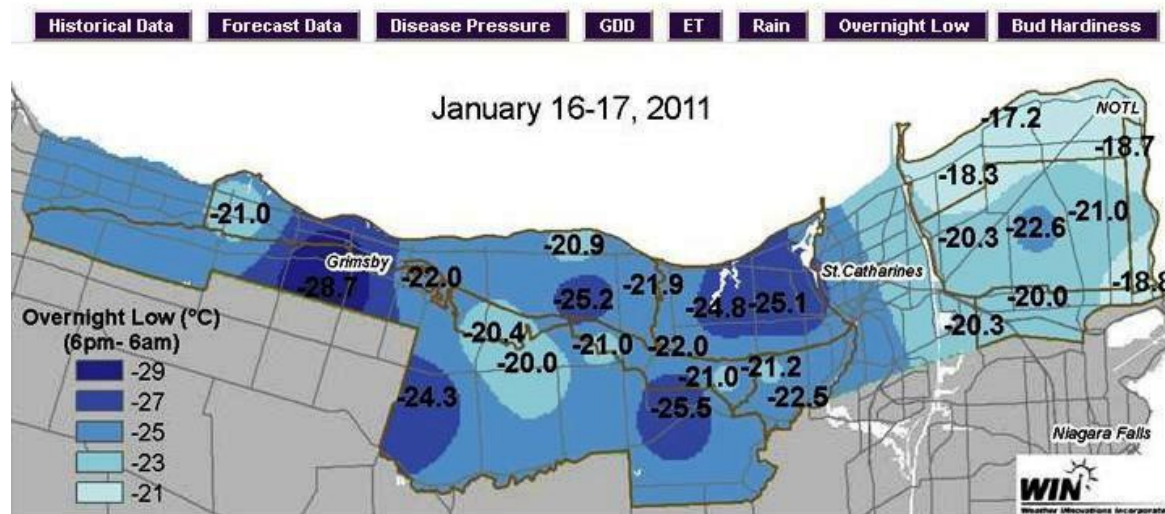 Historical Data
Forecast Data
Disease Pressure
GDD
ET
Rain
Overnight Low
Bud Hardiness
January 16-17, 2011
NOTL
-17.2
-18.7
-18.3
-21.0
-21.0
-22.6
-20.3
-20.9
Grimsby
-22.0
-21.9
St.Catharines
-28.7
-25.2
-24.8
-25.1
-18.8
-20.0
-20.3
-20.4
-21.0
-22.0
-20.0
-21.0
-21.2
-22.5
-24.3
-25.5
Niagara Falls
Overnight Low (°C)
(6pm- 6am)
-29
-27
-25
-23
-21
WIN
Weather INnovations Incorporate